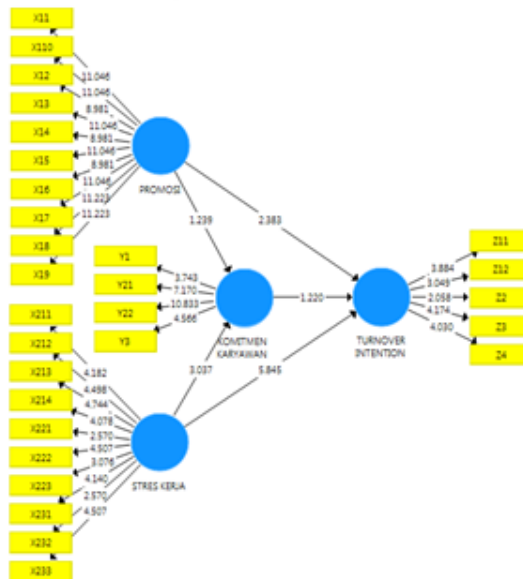 X11
X110
X12
X13
X14
X15
X16
X17
X18
X19
11.046
11.046
8.981
11.046
8.981
11.046
8.981
11.046
11.223
11.223
PROMOSI
1.239
2.383
Y1
Y21
Y22
Y3
3.743
7.170
10.833
4.566
KOMITMEN
KARYAWAN
1.220
TURNOVER
INTENTION
Z11
Z12
Z2
Z3
Z4
3.884
3.049
2.058
4.174
4.030
3.037
5.845
X211
X212
X213
X214
X221
X222
X223
X231
X232
X233
4.182
4.498
4.744
4.078
2.570
4.507
3.076
4.140
2.570
4.507
STRES KERJA